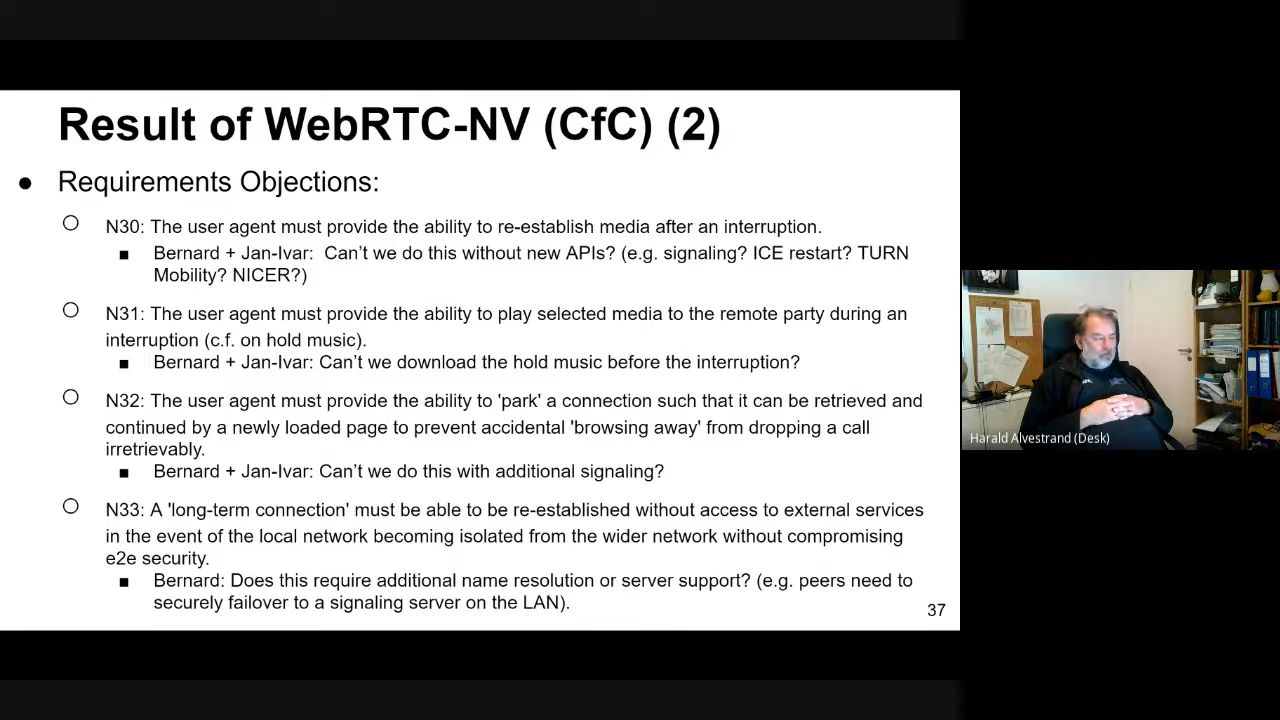 Result of WebRTC-NV (CfC) (2)
● Requirements Objections:
○ N30: The user agent must provide the ability to re-establish media after an interruption.
■ Bernard + Jan-Ivar: Can't we do this without new APIs? (e.g. signaling? ICE restart? TURN
Mobility? NICER?)
○ N31: The user agent must provide the ability to play selected media to the remote party during an
interruption (c.f. on hold music).
■ Bernard + Jan-Ivar: Can't we download the hold music before the interruption?
○ N32: The user agent must provide the ability to 'park' a connection such that it can be retrieved and
continued by a newly loaded page to prevent accidental 'browsing away' from dropping a call
irretrievably.
■ Bernard + Jan-Ivar: Can't we do this with additional signaling?
○ N33: A 'long-term connection' must be able to be re-established without access to external services
in the event of the local network becoming isolated from the wider network without compromising
e2e security.
■ Bernard: Does this require additional name resolution or server support? (e.g. peers need to
securely failover to a signaling server on the LAN).
37
Harald Alvestrand (Desk)